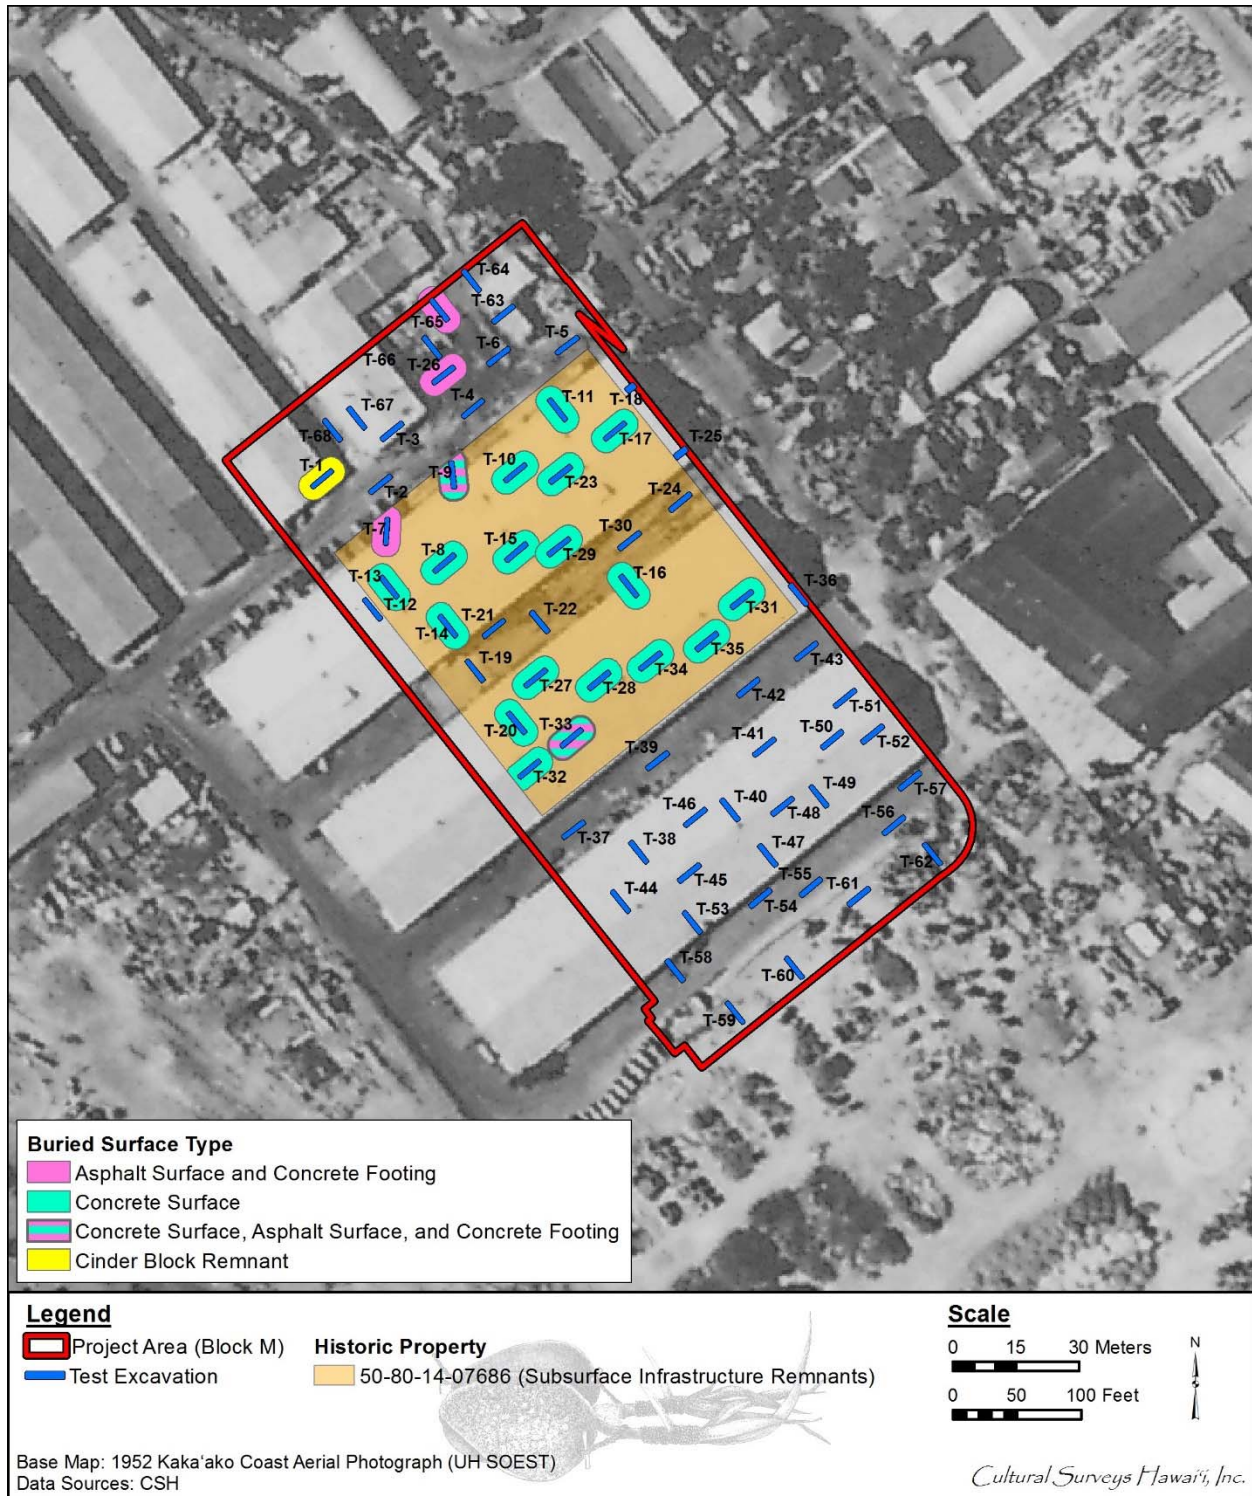 T-64
T-63
T-65
T-5
T-6
T-66
T-26
T-4
T-11
T-18
T-67
T-17
T-68
T-3
T-25
T-1
T-9
T-10
T-23
T-2
T-24
T-7
T-30
T-8
T-15
T-29
T-13
T-16
T-36
T-12
T-31
T-21
T-22
T-14
T-35
T-43
T-19
T-34
T-27
T-28
T-42
T-51
T-20
T-33
T-50
T-41
T-52
T-39
T-32
T-57
T-49
T-46
T-40
T-48
T-56
T-37
T-38
T-47
T-62
T-45
T-55
T-61
T-44
T-54
T-53
T-58
T-60
T-59
Buried Surface Type
Asphalt Surface and Concrete Footing
Concrete Surface
Concrete Surface, Asphalt Surface, and Concrete Footing
Cinder Block Remnant
Legend
Project Area (Block M)
Test Excavation
Historic Property
50-80-14-07686 (Subsurface Infrastructure Remnants)
Scale
0 15 30 Meters
0 50 100 Feet
N
Base Map: 1952 Kakaʻako Coast Aerial Photograph (UH SOEST)
Data Sources: CSH
Cultural Surveys Hawaiʻi, Inc.